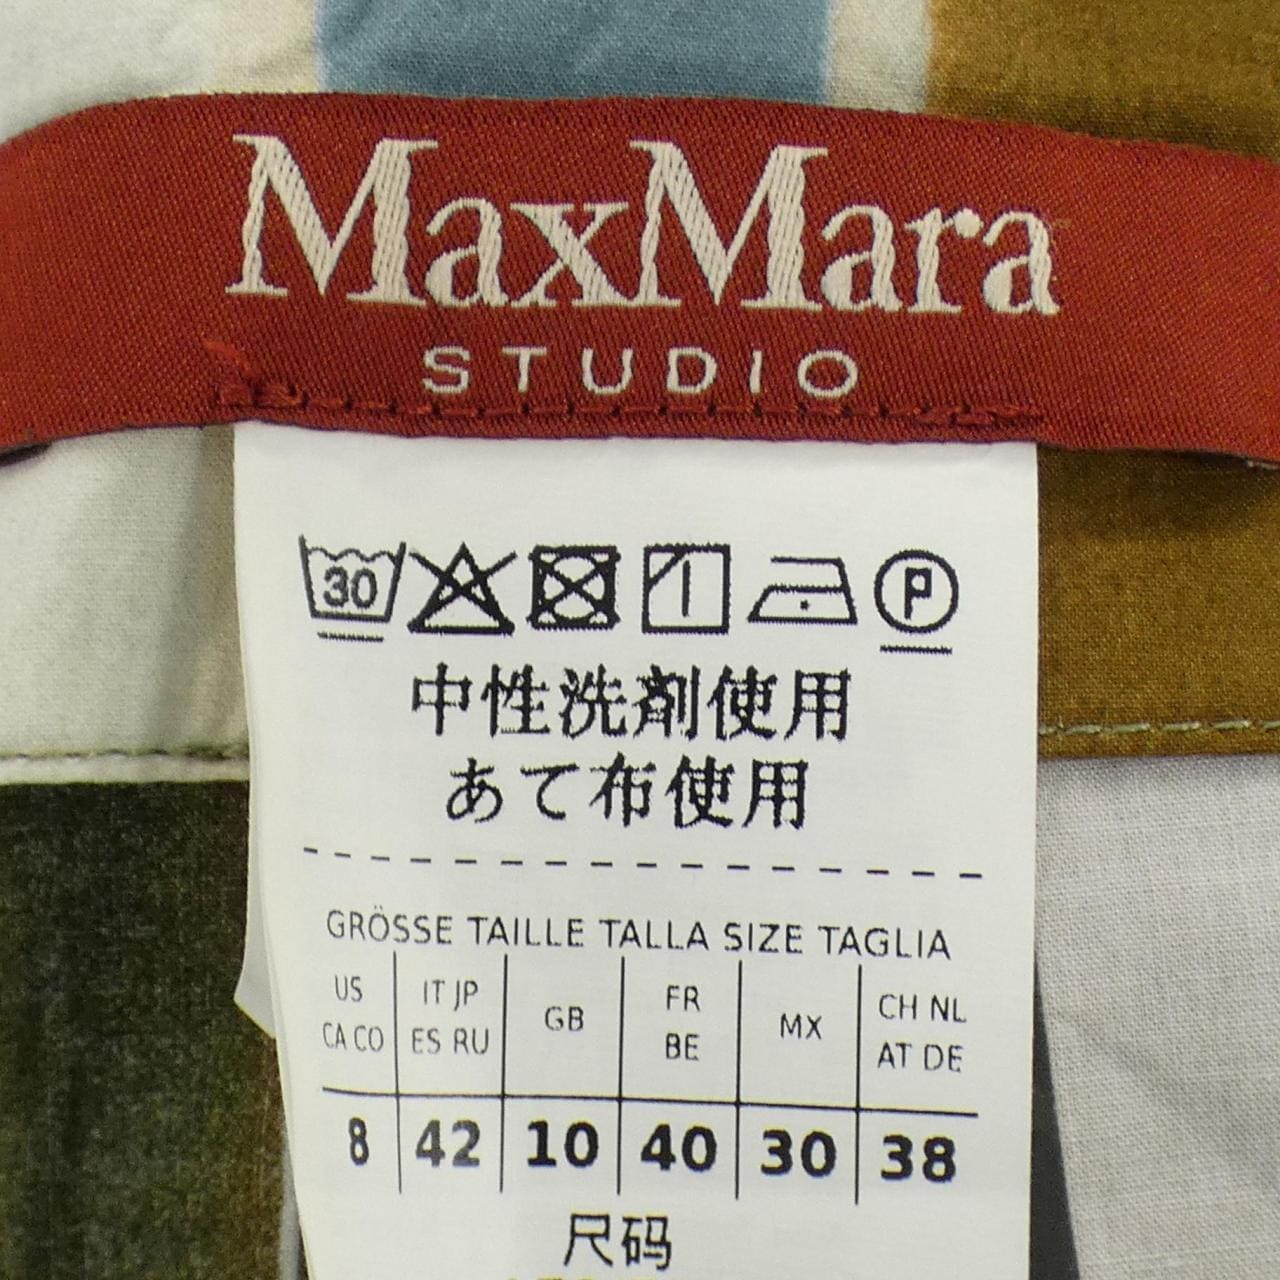 MaxMara
STUDIO
30 P
中性洗剤使用
あて布使用
GRÖSSE TAILLE TALLA SIZE TAGLIA
US CA CO
IT JP ES RU
GB
FR BE
MX
CH NL AT DE
8 42 10 40 30 38
尺码